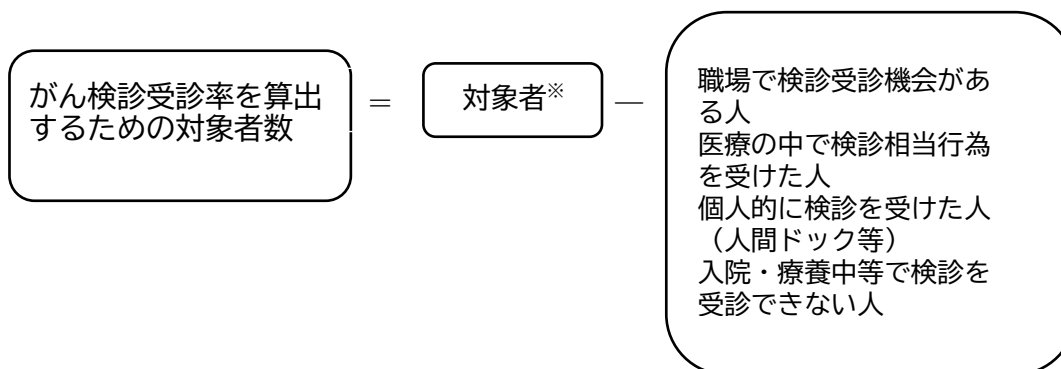 がん検診受診率を算出
するための対象者数
=
対象者※
—
職場で検診受診機会があ
る人
医療の中で検診相当行為
を受けた人
個人的に検診を受けた人
（人間ドック等）
入院・療養中等で検診を
受診できない人